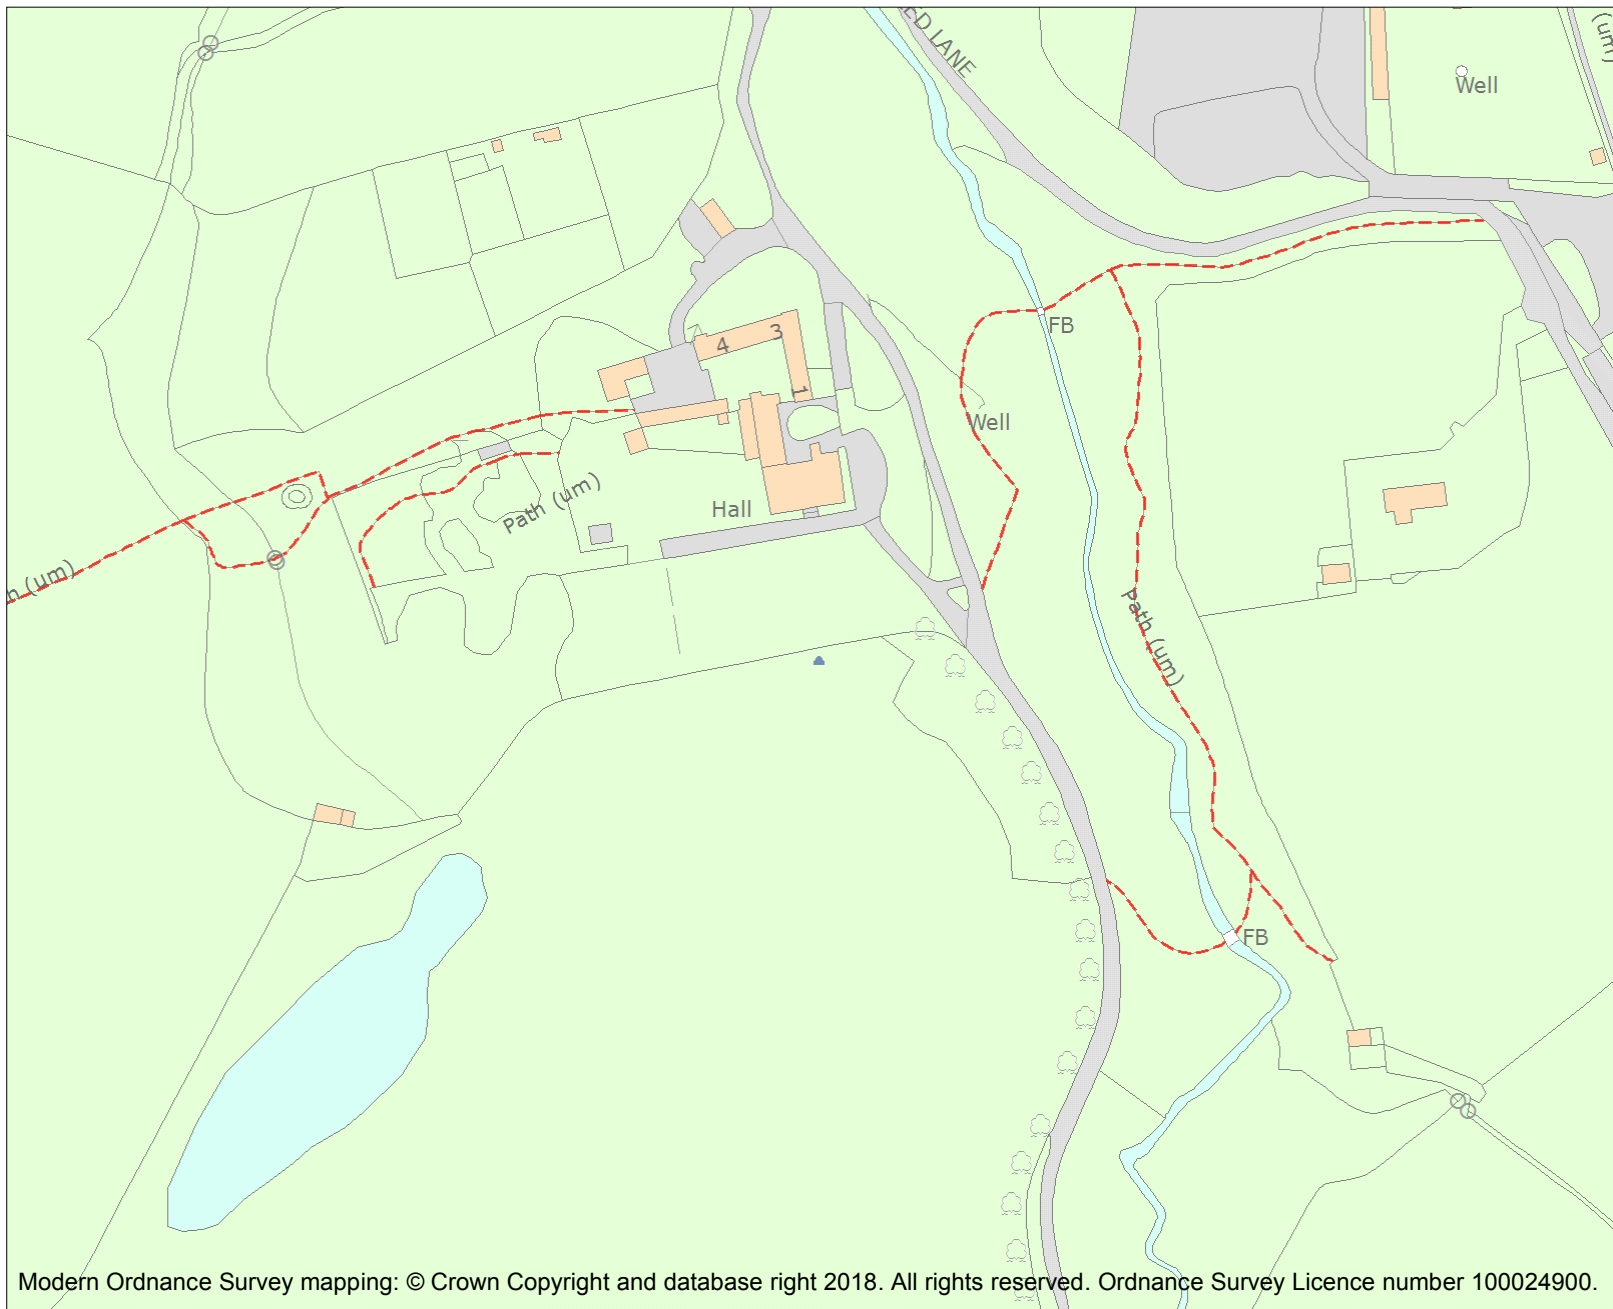 ED LANE
(um)
Well
FB
4
3
1
Well
Hall
Path (um)
h (um)
Path (um)
FB
Modern Ordnance Survey mapping: © Crown Copyright and database right 2018. All rights reserved. Ordnance Survey Licence number 100024900.